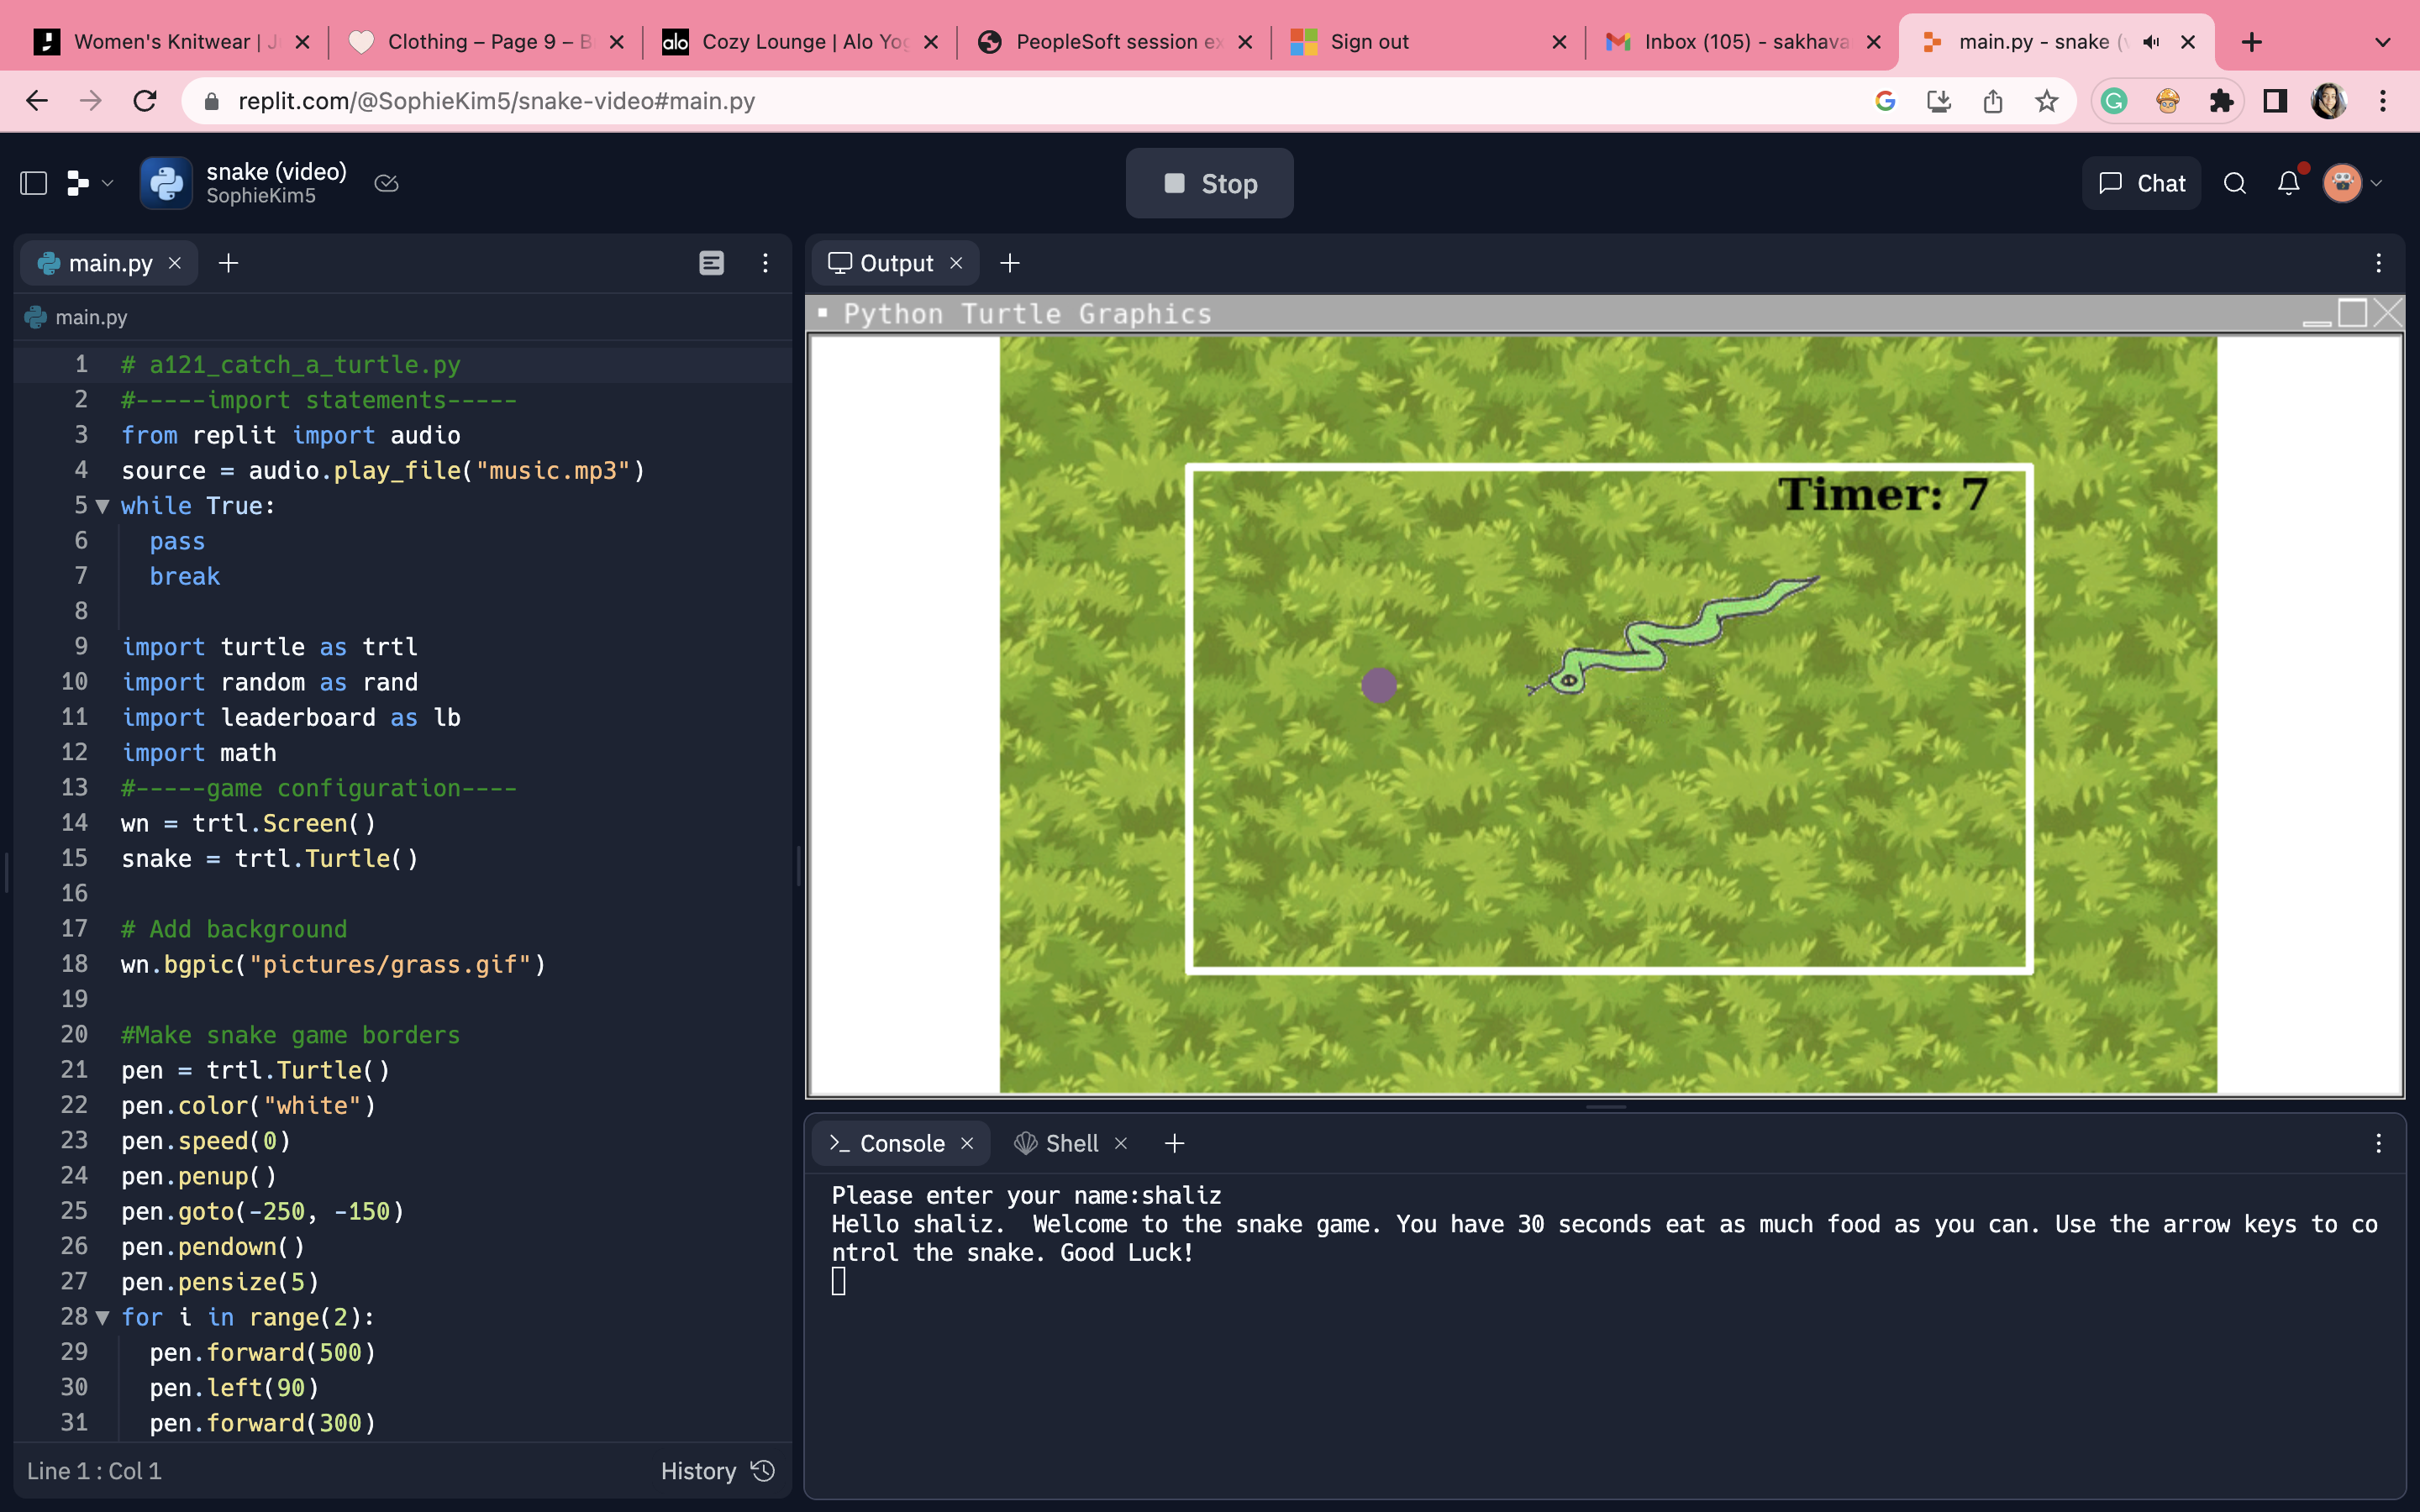 Women's Knitwear | J
Clothing – Page 9 – B
alo
Cozy Lounge | Alo Yog
PeopleSoft session ex
Sign out
Inbox (105) - sakhava
main.py - snake (
replit.com/@SophieKim5/snake-video#main.py
snake (video)
SophieKim5
Stop
Chat
main.py
main.py
1 # a121_catch_a_turtle.py
2 #-----import statements-----
3 from replit import audio
4 source = audio.play_file("music.mp3")
5 while True:
6 pass
7 break
8
9 import turtle as trtl
10 import random as rand
11 import leaderboard as lb
12 import math
13 #-----game configuration----
14 wn = trtl.Screen()
15 snake = trtl.Turtle()
16
17 # Add background
18 wn.bgpic("pictures/grass.gif")
19
20 #Make snake game borders
21 pen = trtl.Turtle()
22 pen.color("white")
23 pen.speed(0)
24 pen.penup()
25 pen.goto(-250, -150)
26 pen.pendown()
27 pen.pensize(5)
28 for i in range(2):
29 pen.forward(500)
30 pen.left(90)
31 pen.forward(300)
Line 1 : Col 1
History
Output
Python Turtle Graphics
Timer: 7
Console
Shell
Please enter your name:shaliz
Hello shaliz.  Welcome to the snake game. You have 30 seconds eat as much food as you can. Use the arrow keys to co
ntrol the snake. Good Luck!